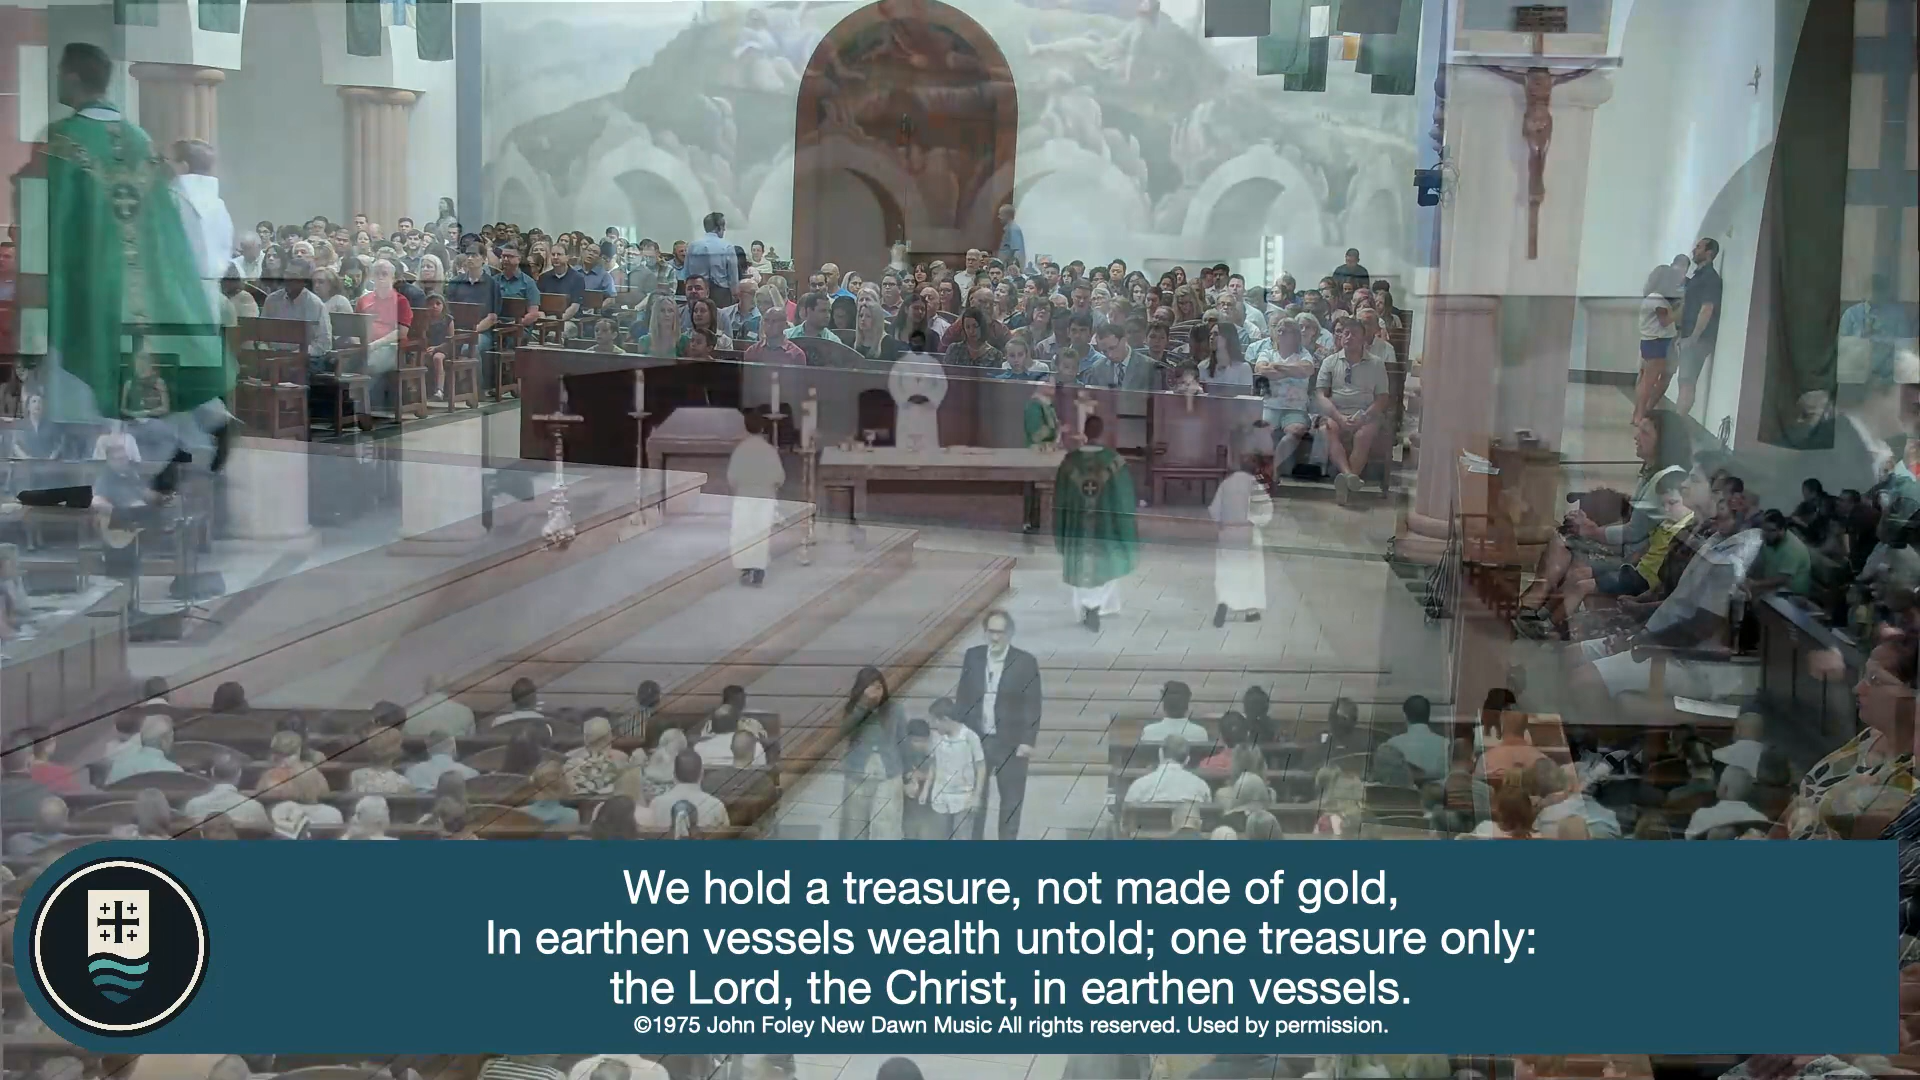 We hold a treasure, not made of gold,
In earthen vessels wealth untold; one treasure only:
the Lord, the Christ, in earthen vessels.
©1975 John Foley New Dawn Music All rights reserved. Used by permission.